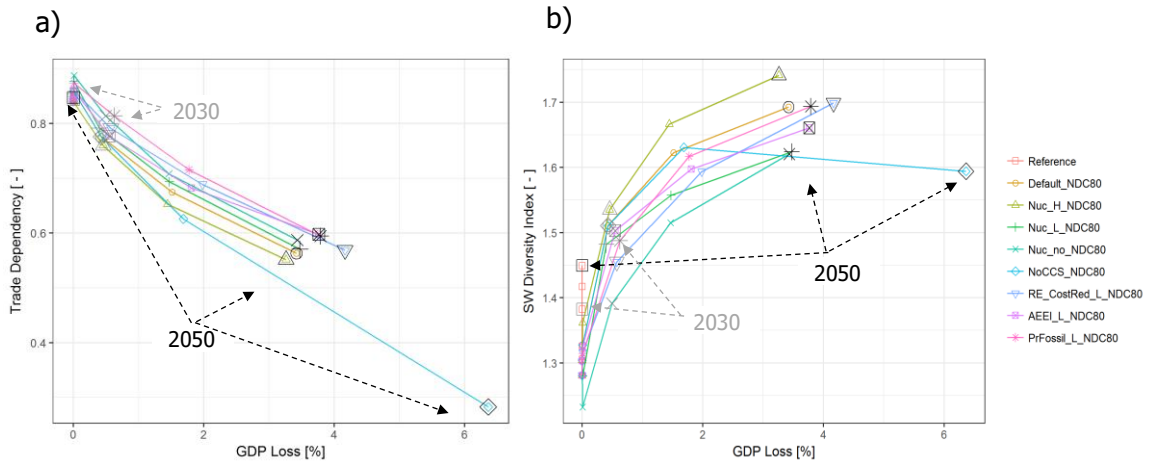 a)
b)
0.8
0.6
0.4
Trade Dependency [ - ]
2030
2050
0
2
4
6
GDP Loss [%]
1.7
1.6
1.5
1.4
1.3
SW Diversity Index [ - ]
2050
2030
0
2
4
6
GDP Loss [%]
Reference
Default_NDC80
Nuc_H_NDC80
Nuc_L_NDC80
Nuc_no_NDC80
NoCCS_NDC80
RE_CostRed_L_NDC80
AEEI_L_NDC80
PrFossil_L_NDC80